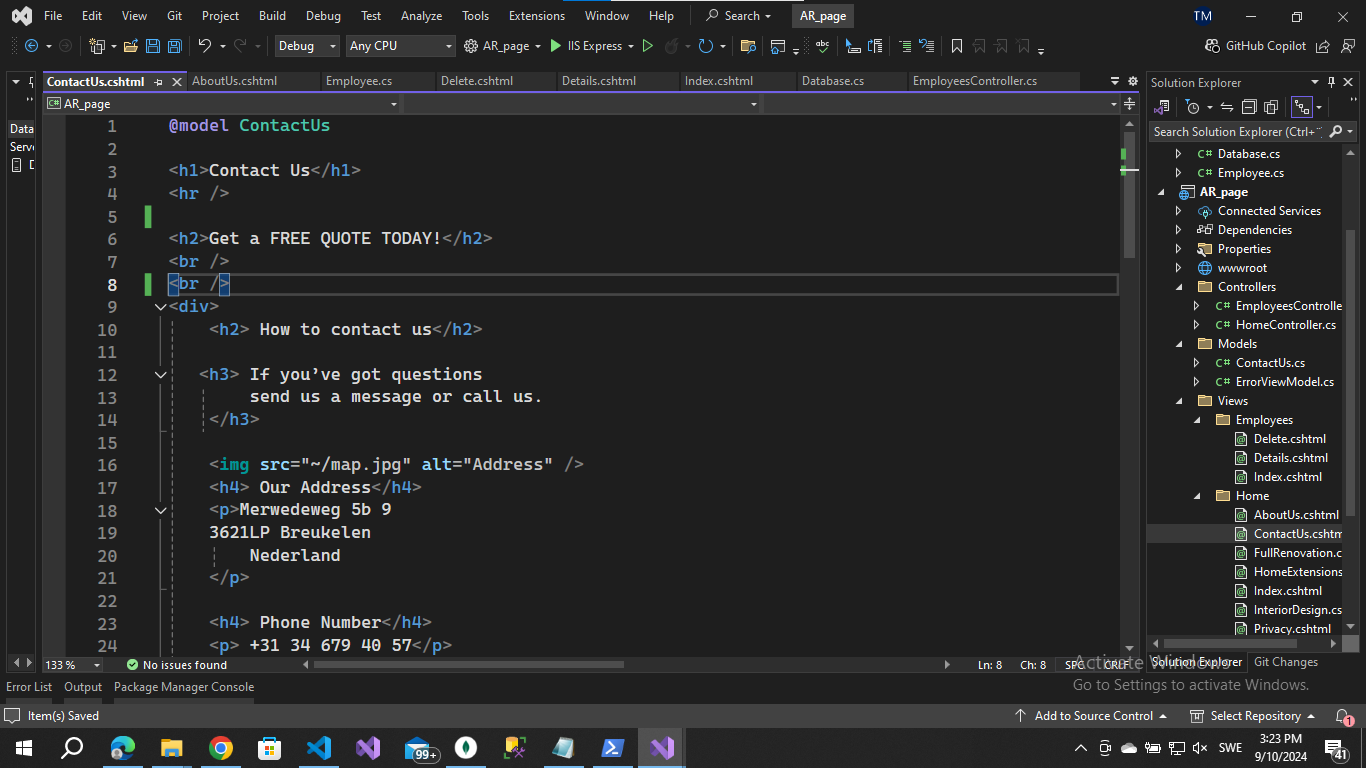 File Edit View Git Project Build Debug Test Analyze Tools Extensions Window Help Search AR_page TM
Debug Any CPU AR_page IIS Express GitHub Copilot
ContactUs.cshtml AboutUs.cshtml Employee.cs Delete.cshtml Details.cshtml Index.cshtml Database.cs EmployeesController.cs
AR_page
Data
Serv
1 @model ContactUs
2
3 <h1>Contact Us</h1>
4 <hr />
5
6 <h2>Get a FREE QUOTE TODAY!</h2>
7 <br />
8 <br />
9 <div>
10 <h2> How to contact us</h2>
11
12 <h3> If you’ve got questions
13 send us a message or call us.
14 </h3>
15
16 <img src="~/map.jpg" alt="Address" />
17 <h4> Our Address</h4>
18 <p>Merwedeweg 5b 9
19 3621LP Breukelen
20 Nederland
21 </p>
22
23 <h4> Phone Number</h4>
24 <p> +31 34 679 40 57</p>
133 % No issues found Ln: 8 Ch: 8 SPC CRLF
Solution Explorer
Search Solution Explorer (Ctrl+
C# Database.cs
C# Employee.cs
AR_page
Connected Services
Dependencies
Properties
wwwroot
Controllers
C# EmployeesControlle
C# HomeController.cs
Models
C# ContactUs.cs
C# ErrorViewModel.cs
Views
Employees
Delete.cshtml
Details.cshtml
Index.cshtml
Home
AboutUs.cshtml
ContactUs.cshtm
FullRenovation.c
HomeExtensions
Index.cshtml
InteriorDesign.cs
Privacy.cshtml
Solution Explorer Git Changes
Activate Windows
Go to Settings to activate Windows.
Error List Output Package Manager Console
Item(s) Saved Add to Source Control Select Repository 1
99+ SWE 3:23 PM
9/10/2024 41